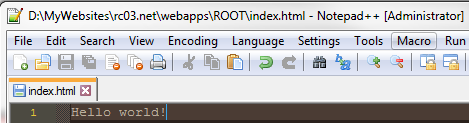 D:\MyWebsites\rc03.net\webapps\ROOT\index.html - Notepad++ [Administrator]
File Edit Search View Encoding Language Settings Tools Macro Run
index.html
1 Hello world!